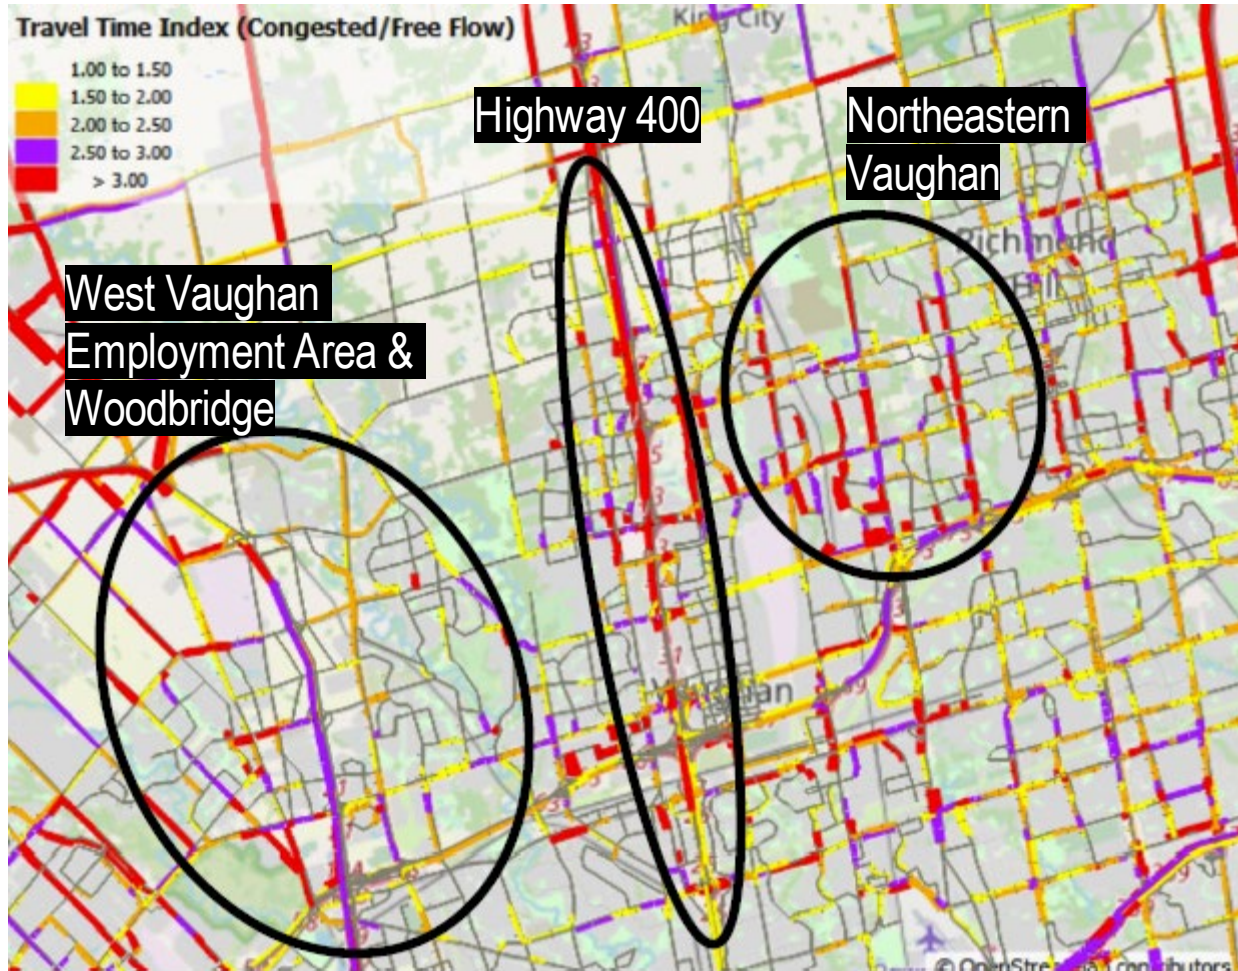 Travel Time Index (Congested/Free Flow)
1.00 to 1.50
1.50 to 2.00
2.00 to 2.50
2.50 to 3.00
> 3.00
King City
Highway 400
Northeastern
Vaughan
Richmond
Hill
West Vaughan
Employment Area &
Woodbridge
Vaughan
© OpenStreetMap contributors